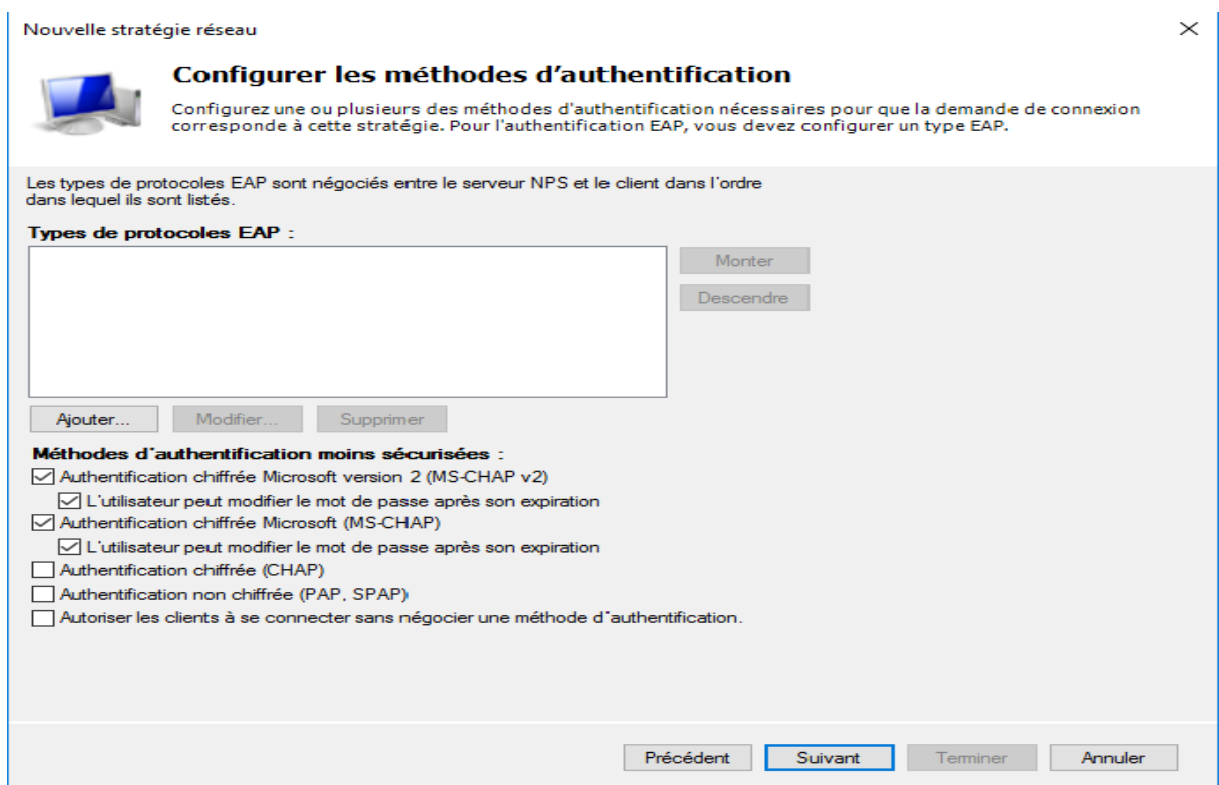 Nouvelle stratégie réseau
Configurer les méthodes d'authentification
Configurez une ou plusieurs des méthodes d'authentification nécessaires pour que la demande de connexion
corresponde à cette stratégie. Pour l'authentification EAP, vous devez configurer un type EAP.
Les types de protocoles EAP sont négociés entre le serveur NPS et le client dans l'ordre
dans lequel ils sont listés.
Types de protocoles EAP :
Monter
Descendre
Ajouter... Modifier... Supprimer
Méthodes d'authentification moins sécurisées :
Authentification chiffrée Microsoft version 2 (MS-CHAP v2)
L'utilisateur peut modifier le mot de passe après son expiration
Authentification chiffrée Microsoft (MS-CHAP)
L'utilisateur peut modifier le mot de passe après son expiration
Authentification chiffrée (CHAP)
Authentification non chiffrée (PAP, SPAP)
Autoriser les clients à se connecter sans négocier une méthode d'authentification.
Précédent Suivant Terminer Annuler